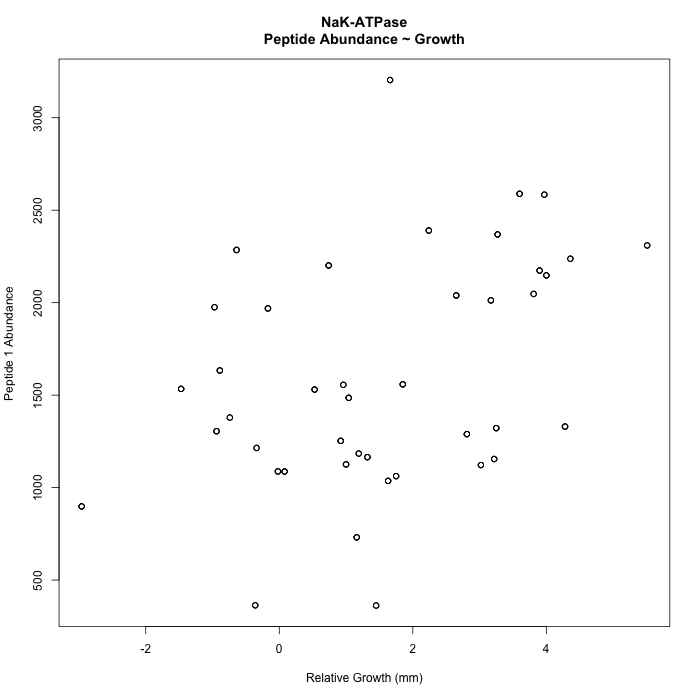 NaK-ATPase
Peptide Abundance ~ Growth
3000
2500
2000
1500
1000
500
Peptide 1 Abundance
-2 0 2 4
Relative Growth (mm)